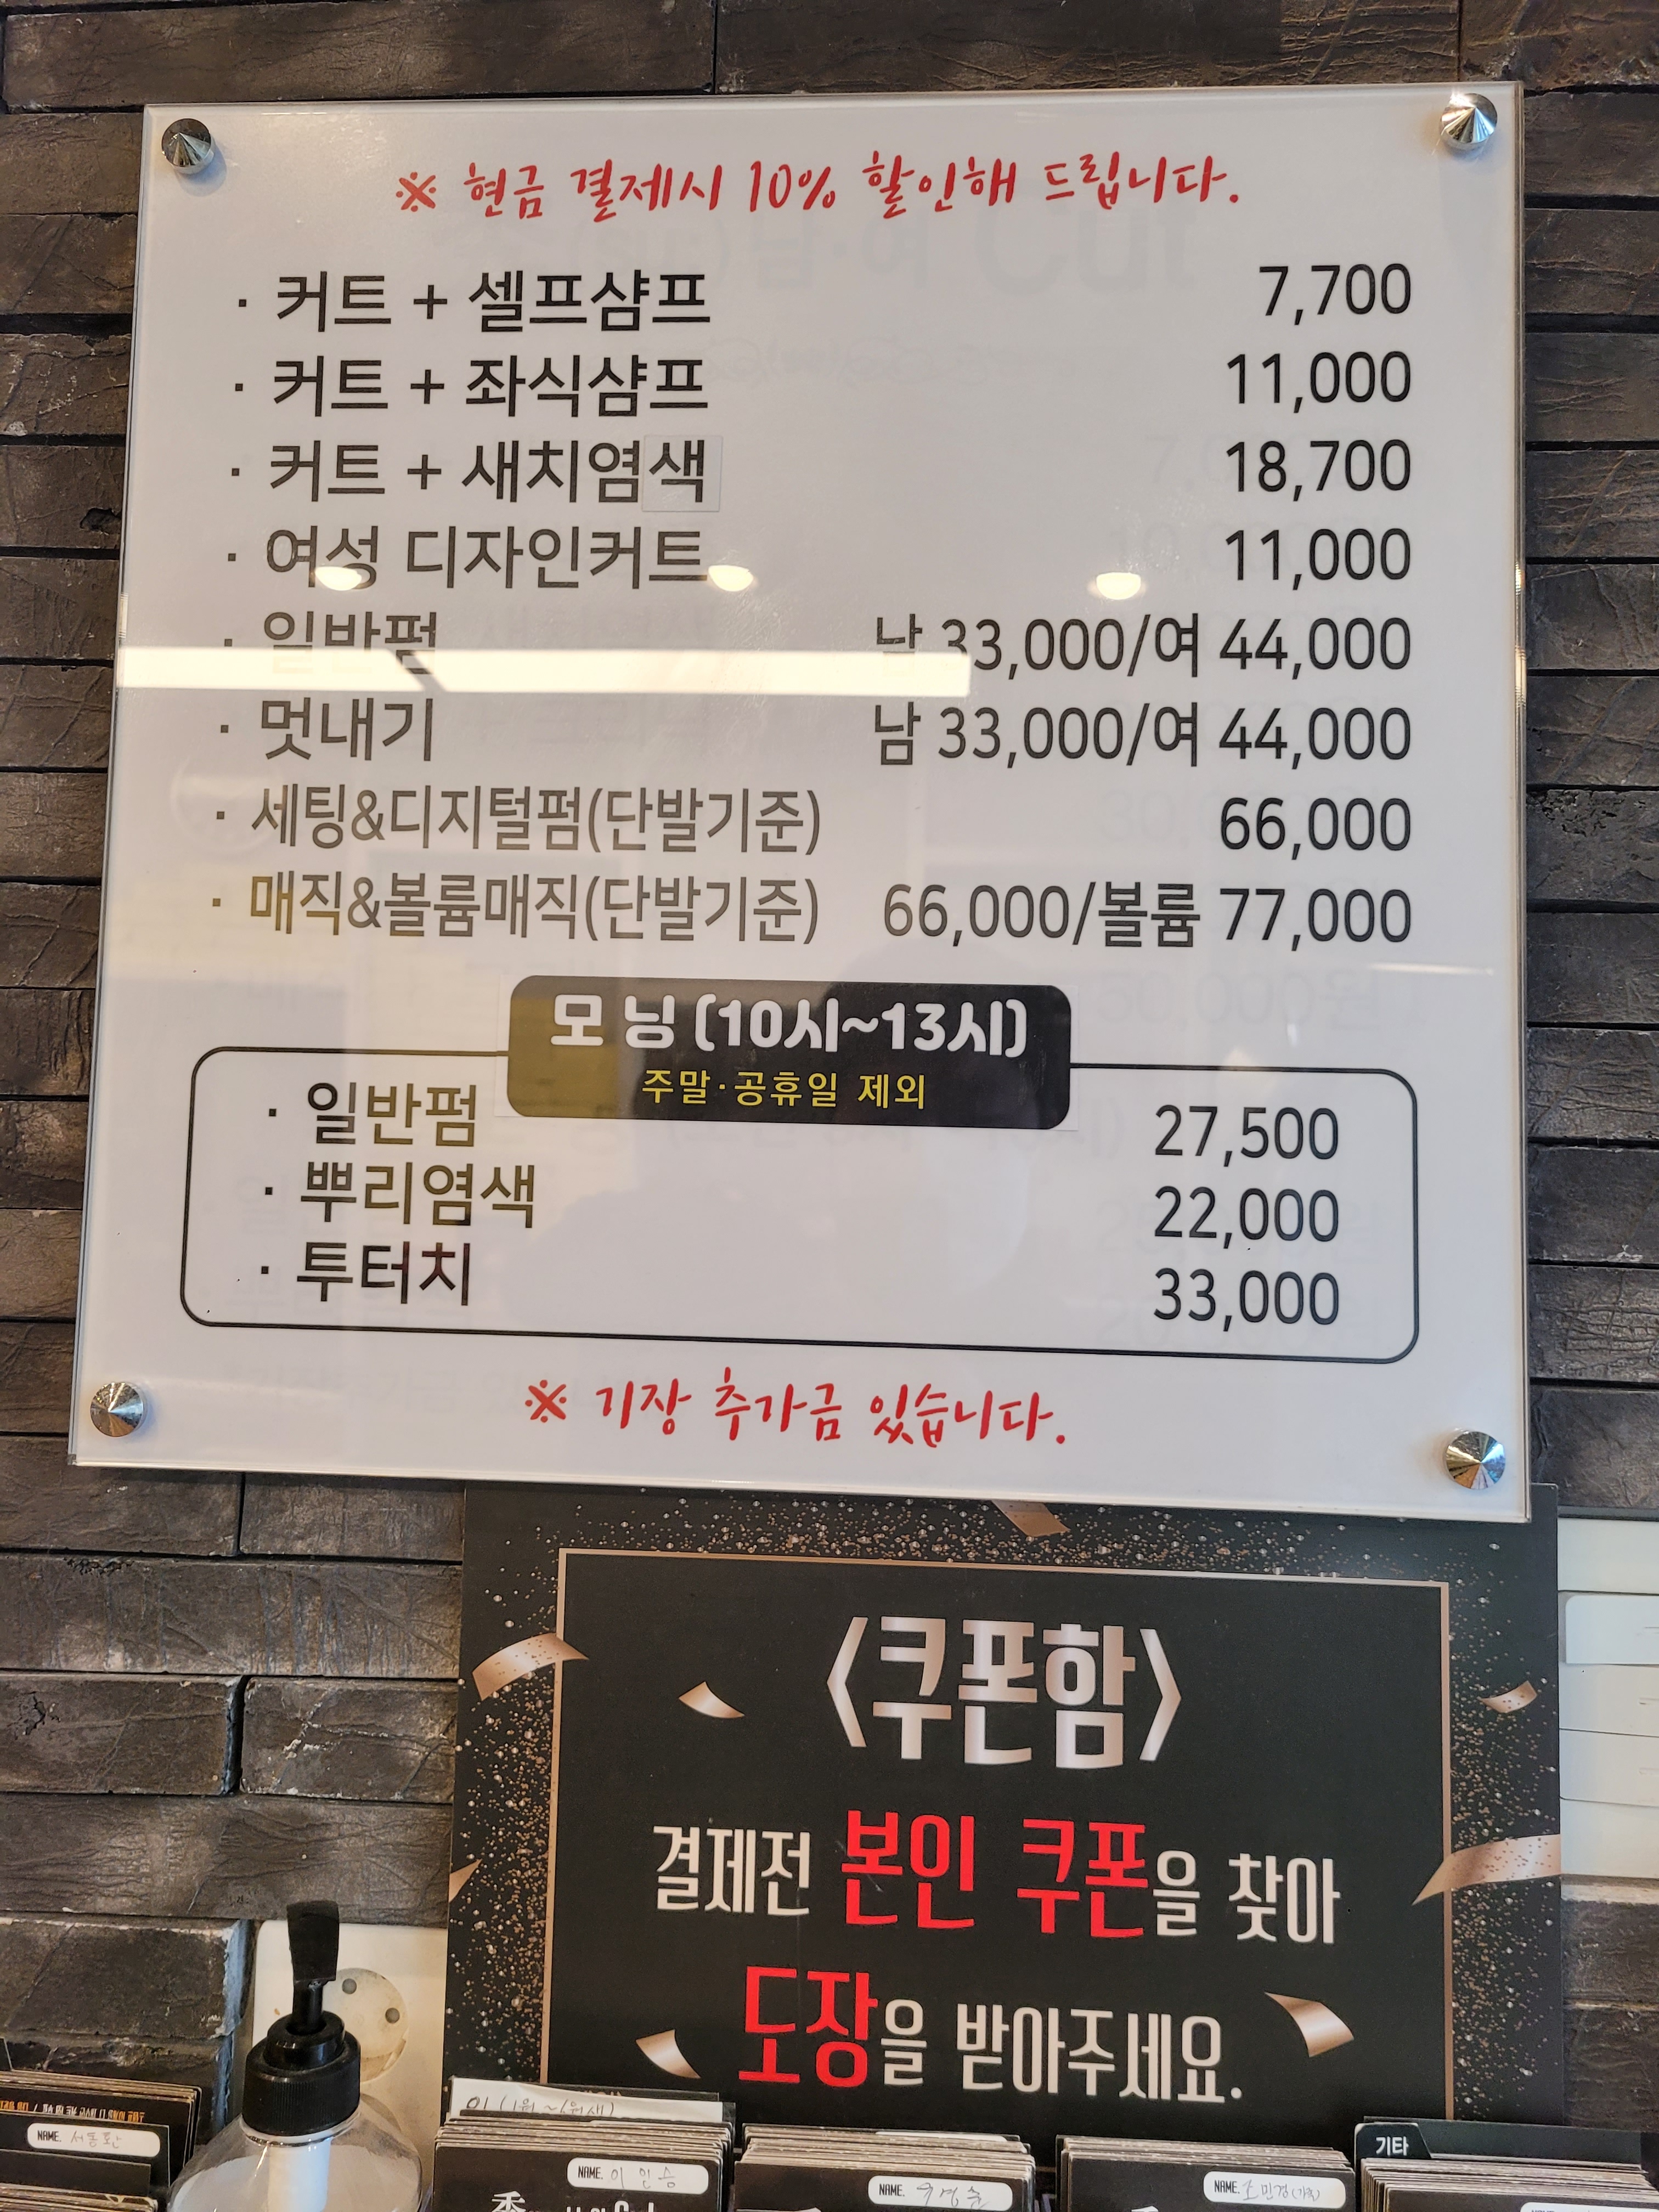 ※ 현금 결제시 10% 할인해 드립니다.
· 커트 + 셀프샴프 7,700
· 커트 + 좌식샴프 11,000
· 커트 + 새치염색 18,700
· 여성 디자인커트 11,000
· 일반펌 남 33,000/여 44,000
· 멋내기 남 33,000/여 44,000
· 세팅&디지털펌(단발기준) 66,000
· 매직&볼륨매직(단발기준) 66,000/볼륨 77,000
모닝 (10시~13시)
주말·공휴일 제외
· 일반펌 27,500
· 뿌리염색 22,000
· 투터치 33,000
※ 기장 추가금 있습니다.
〈쿠폰함〉
결제전 본인 쿠폰을 찾아
도장을 받아주세요.
기타
NAME.
NAME. 이민승
NAME.
NAME.